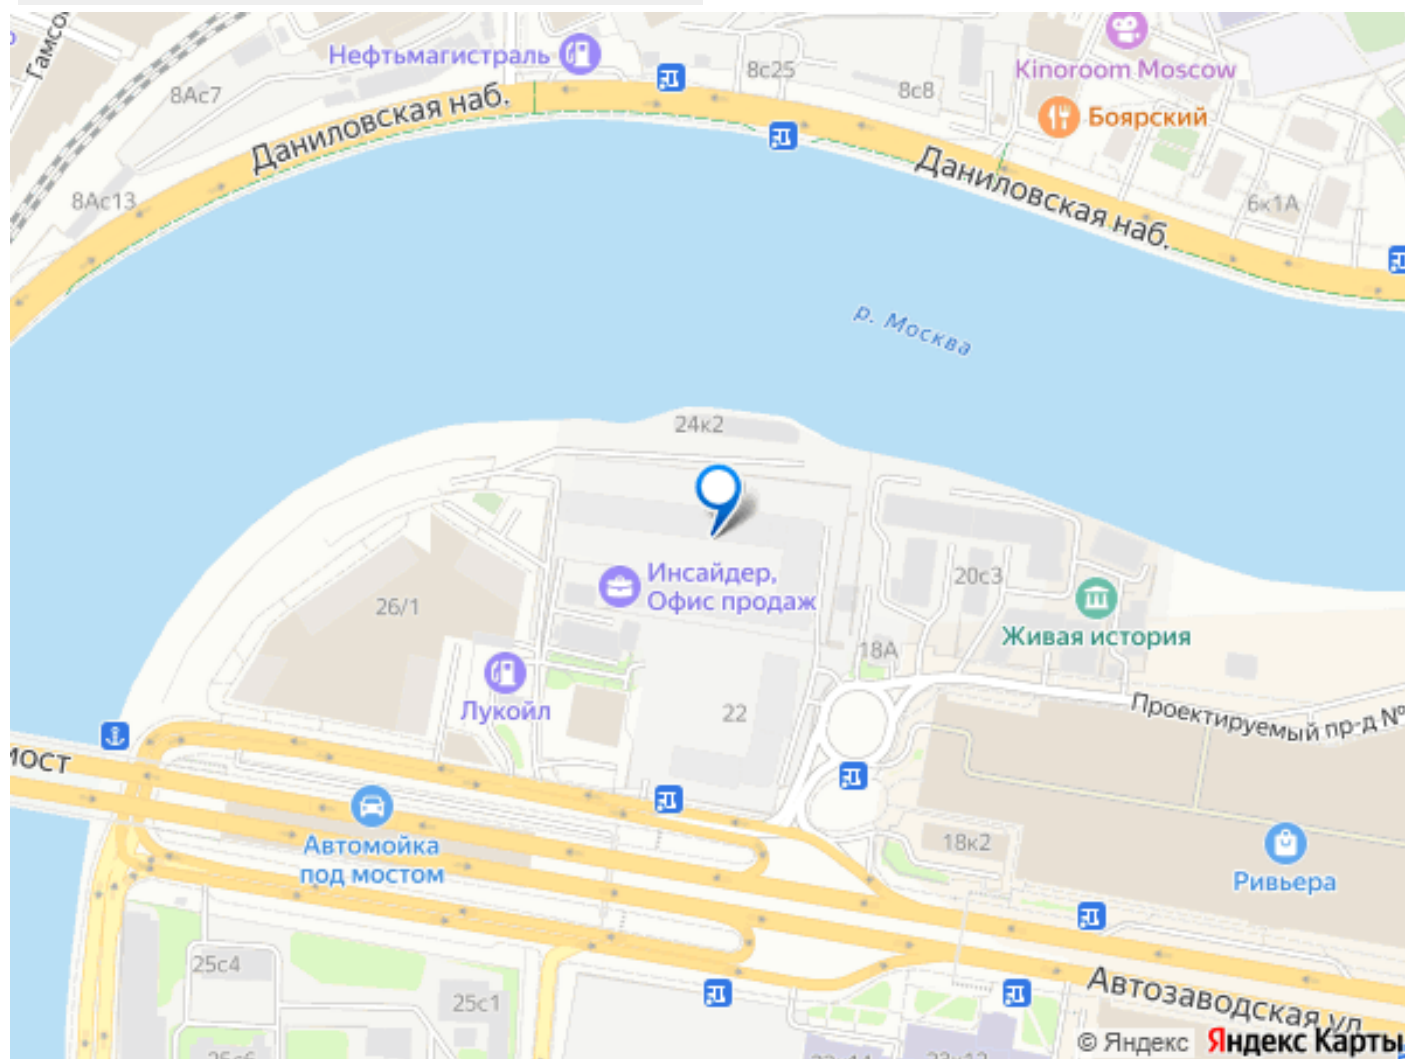 Гамсо
Нефтьмагистраль
8с25
Kinoroom Moscow
8Ас7
8с8
Боярский
Даниловская наб.
Даниловская наб.
8Ас13
6к1А
р. Москва
24к2
Инсайдер,
Офис продаж
20с3
26/1
Живая история
18А
Лукойл
22
Проектируемый пр-д №
мост
Автомойка
под мостом
18к2
Ривьера
25с4
25с1
Автозаводская ул.
© Яндекс Яндекс Карты